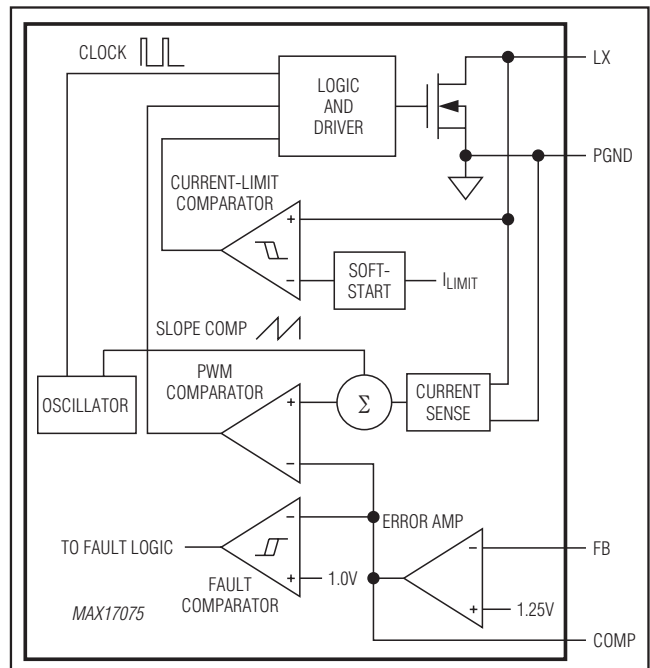 CLOCK
LX
LOGIC
AND
DRIVER
PGND
CURRENT-LIMIT
COMPARATOR
+
−
SOFT-
START
ILIMIT
SLOPE COMP
PWM
COMPARATOR
OSCILLATOR
+
−
Σ
CURRENT
SENSE
TO FAULT LOGIC
−
+
1.0V
FAULT
COMPARATOR
ERROR AMP
−
+
1.25V
FB
MAX17075
COMP